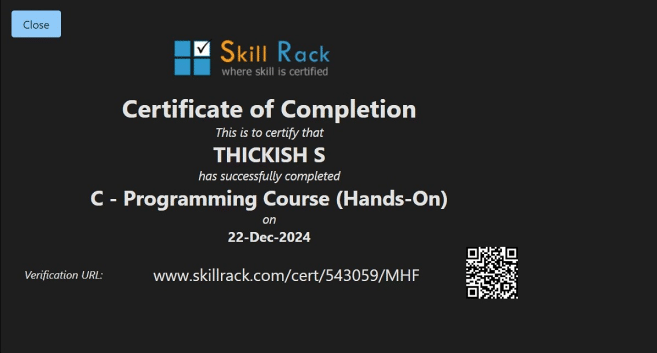 Close
Skill Rack
where skill is certified
Certificate of Completion
This is to certify that
THICKISH S
has successfully completed
C - Programming Course (Hands-On)
on
22-Dec-2024
Verification URL: www.skillrack.com/cert/543059/MHF